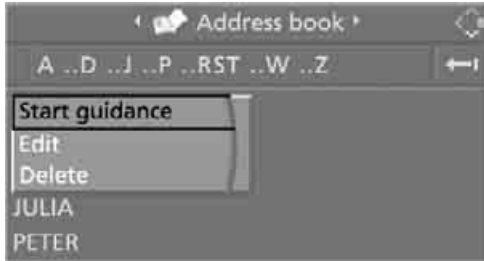 Address book
A ..D ..J ..P ..RST ..W ..Z
Start guidance
Edit
Delete
JULIA
PETER